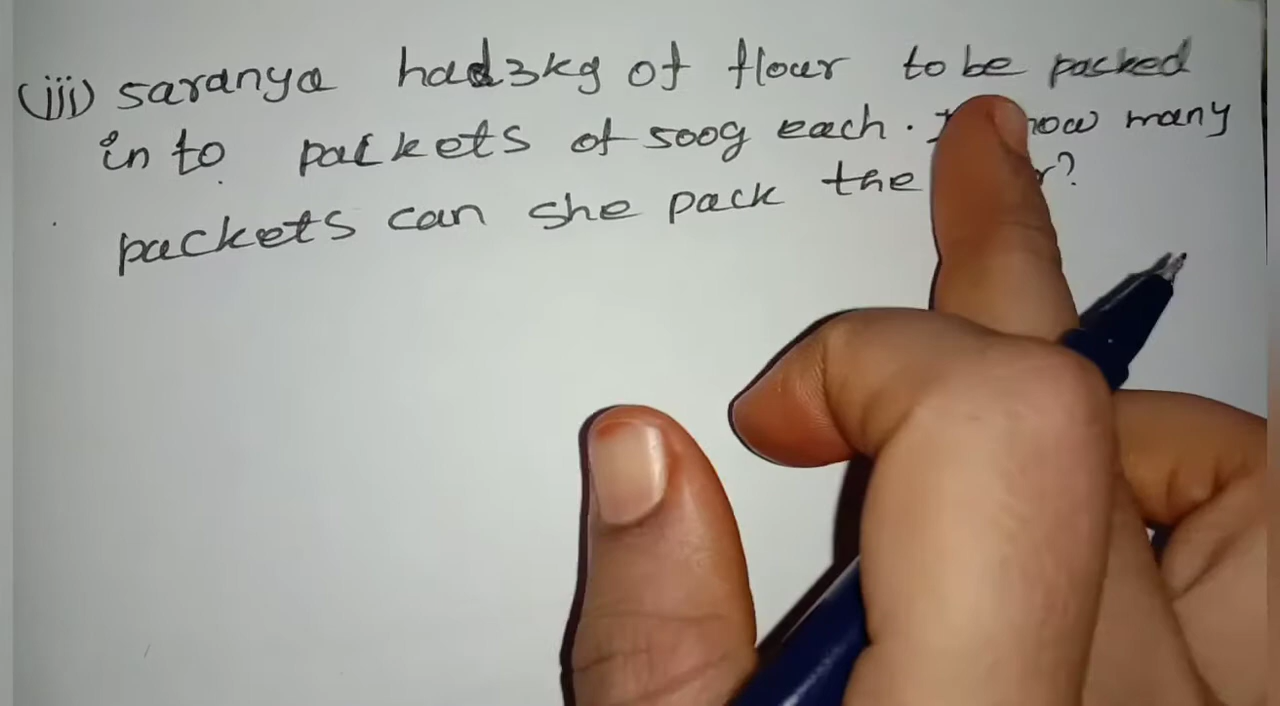 (iii) saranya had 3kg of flour to be packed
in to packets of 500g each. how many
packets can she pack the